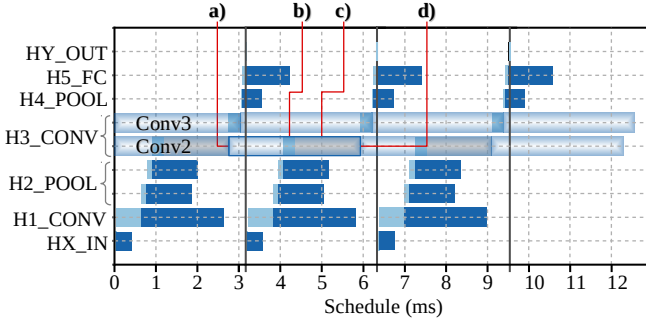 a) b) c) d)
HY_OUT
H5_FC
H4_POOL
Conv3
H3_CONV
Conv2
H2_POOL
H1_CONV
HX_IN
0 1 2 3 4 5 6 7 8 9 10 11 12
Schedule (ms)